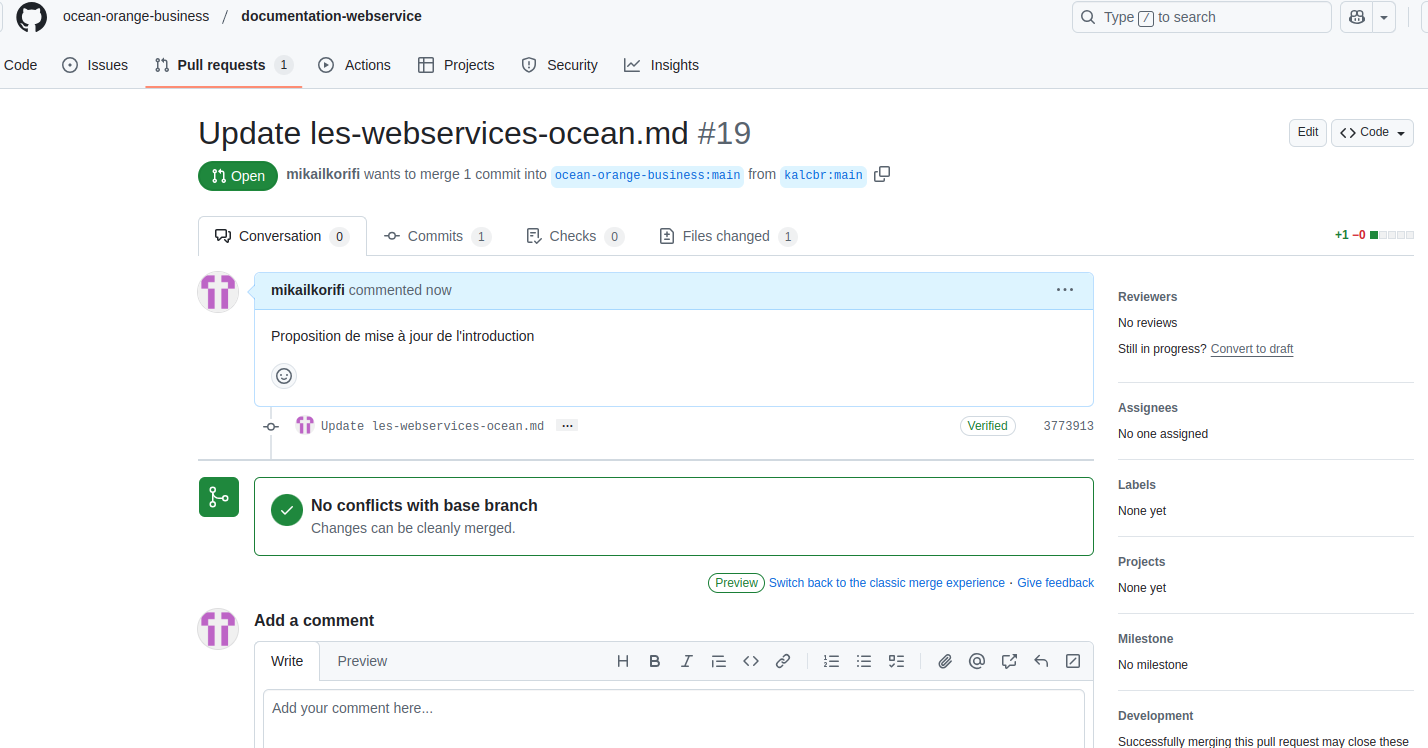 ocean-orange-business / documentation-webservice
Type / to search
Code Issues Pull requests 1 Actions Projects Security Insights
Update les-webservices-ocean.md #19
Edit Code
Open mikailkorifi wants to merge 1 commit into ocean-orange-business:main from kalcbr:main
Conversation 0 Commits 1 Checks 0 Files changed 1
+1 −0
mikailkorifi commented now
Proposition de mise à jour de l'introduction
Update les-webservices-ocean.md ... Verified 3773913
No conflicts with base branch
Changes can be cleanly merged.
Preview Switch back to the classic merge experience · Give feedback
Add a comment
Write Preview
Add your comment here...
Reviewers
No reviews
Still in progress? Convert to draft
Assignees
No one assigned
Labels
None yet
Projects
None yet
Milestone
No milestone
Development
Successfully merging this pull request may close these